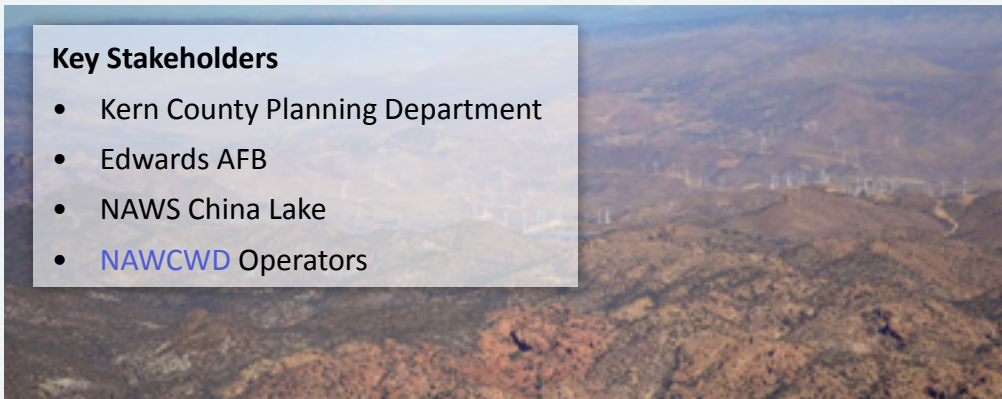 Key Stakeholders
• Kern County Planning Department
• Edwards AFB
• NAWS China Lake
• NAWCWD Operators